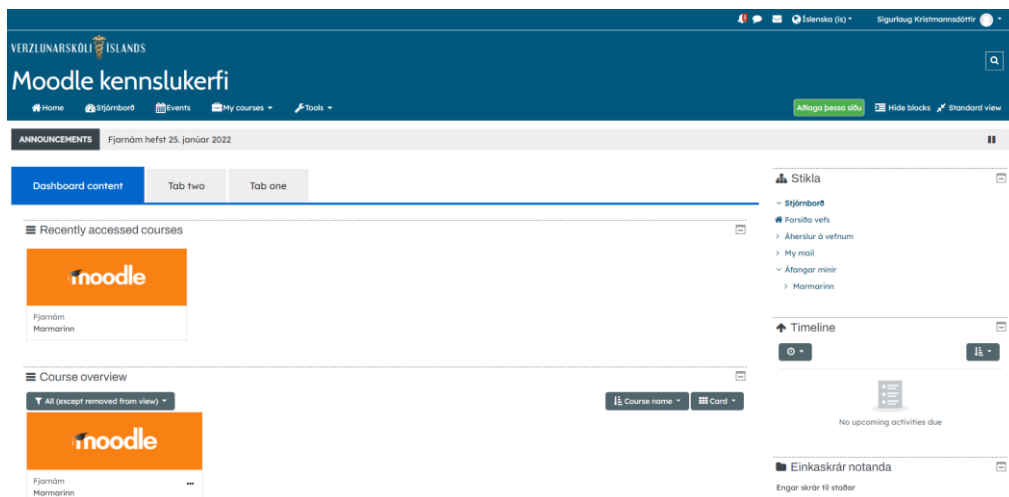 1
Íslenska (is)
Sigurlaug Kristmannsdóttir
VERZLUNARSKÓLI ÍSLANDS
Moodle kennslukerfi
Home Stjórnborð Events My courses Tools
Aðlaga þessa síðu Hide blocks Standard view
ANNOUNCEMENTS Fjarnám hefst 25. janúar 2022
Dashboard content Tab two Tab one
Recently accessed courses
moodle
Fjarnám
Marmarinn
Course overview
All (except removed from view) Course name Card
moodle
Fjarnám
Marmarinn
Stikla
Stjórnborð
Forsíða vefs
Áherslur á vefnum
My mail
Áfangar mínir
Marmarinn
Timeline
No upcoming activities due
Einkaskrár notanda
Engar skrár til staðar